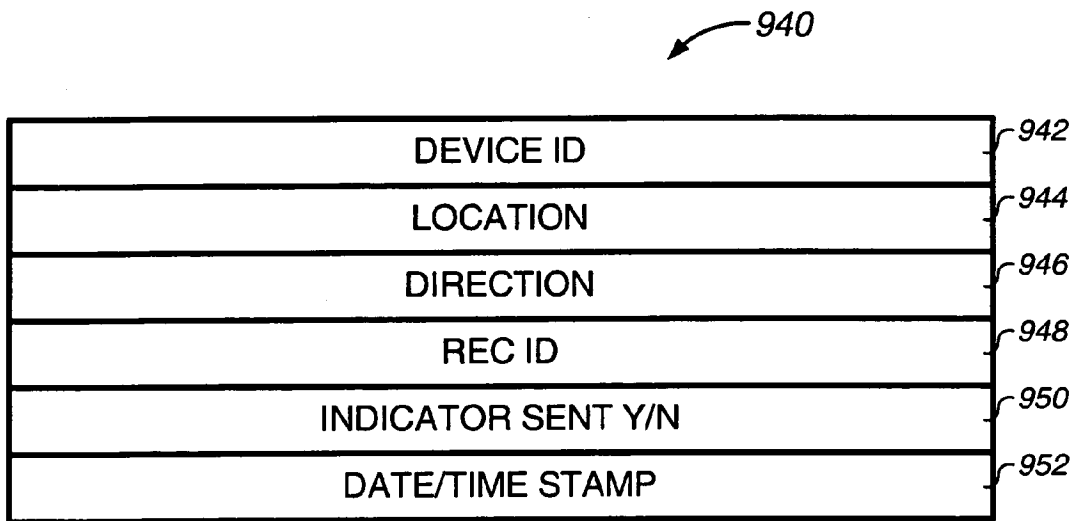 940
DEVICE ID 942
LOCATION 944
DIRECTION 946
REC ID 948
INDICATOR SENT Y/N 950
DATE/TIME STAMP 952